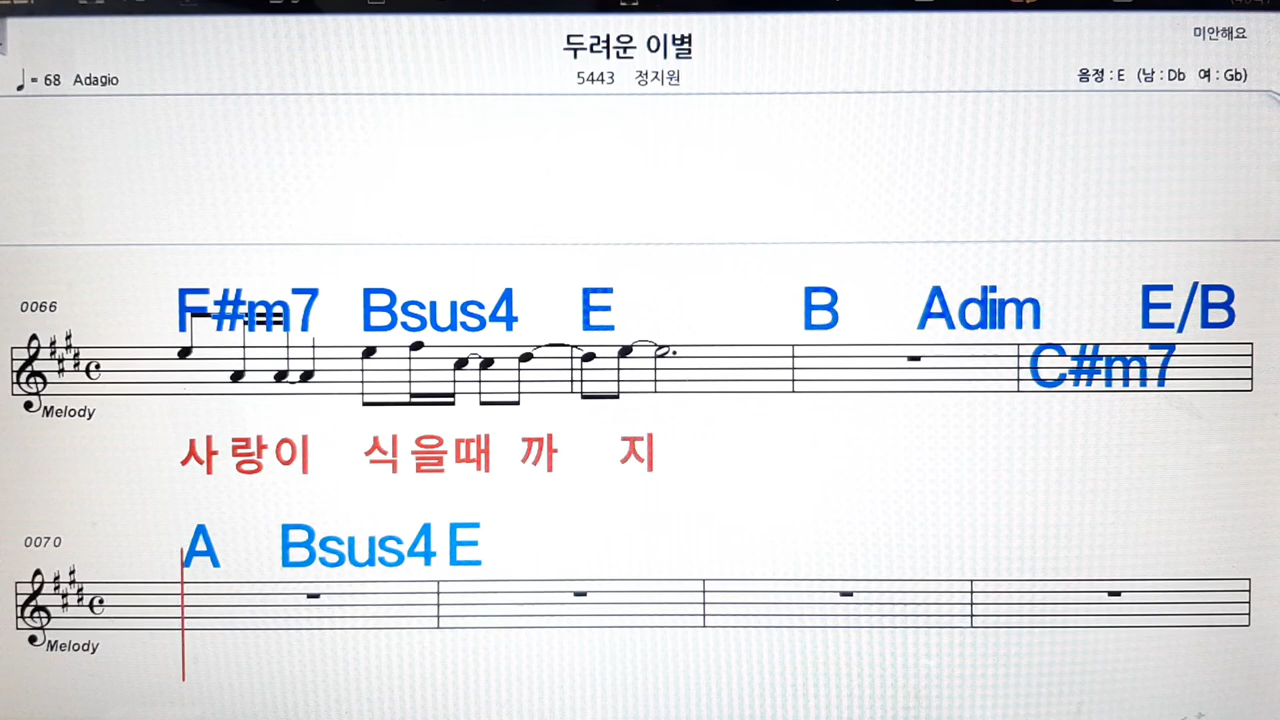 두려운 이별
미안해요
♩ = 68 Adagio
5443 정지원
음정 : E (남 : Db 여 : Gb)
0066
F#m7 Bsus4 E B Adim E/B
C#m7
Melody
사 랑 이 식 을 때 까 지
0070
A Bsus4 E
Melody